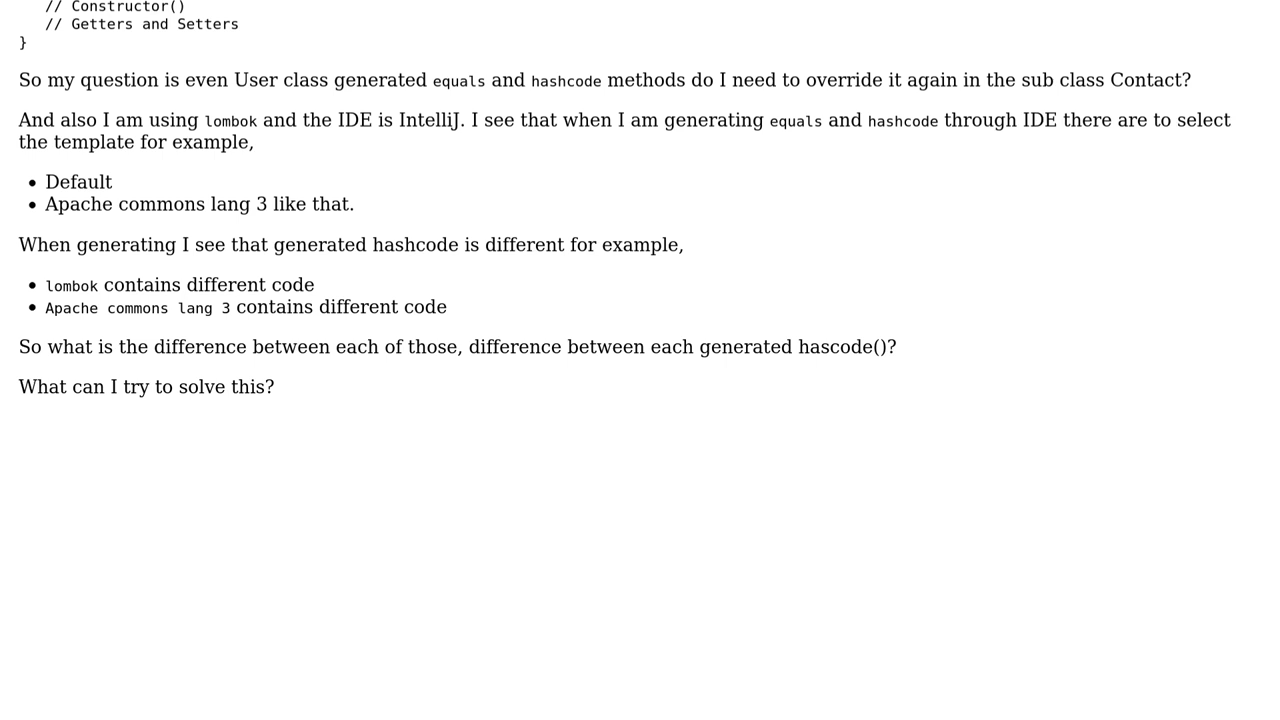 // Constructor()
// Getters and Setters
}
So my question is even User class generated equals and hashcode methods do I need to override it again in the sub class Contact?
And also I am using lombok and the IDE is IntelliJ. I see that when I am generating equals and hashcode through IDE there are to select
the template for example,
• Default
• Apache commons lang 3 like that.
When generating I see that generated hashcode is different for example,
• lombok contains different code
• Apache commons lang 3 contains different code
So what is the difference between each of those, difference between each generated hascode()?
What can I try to solve this?